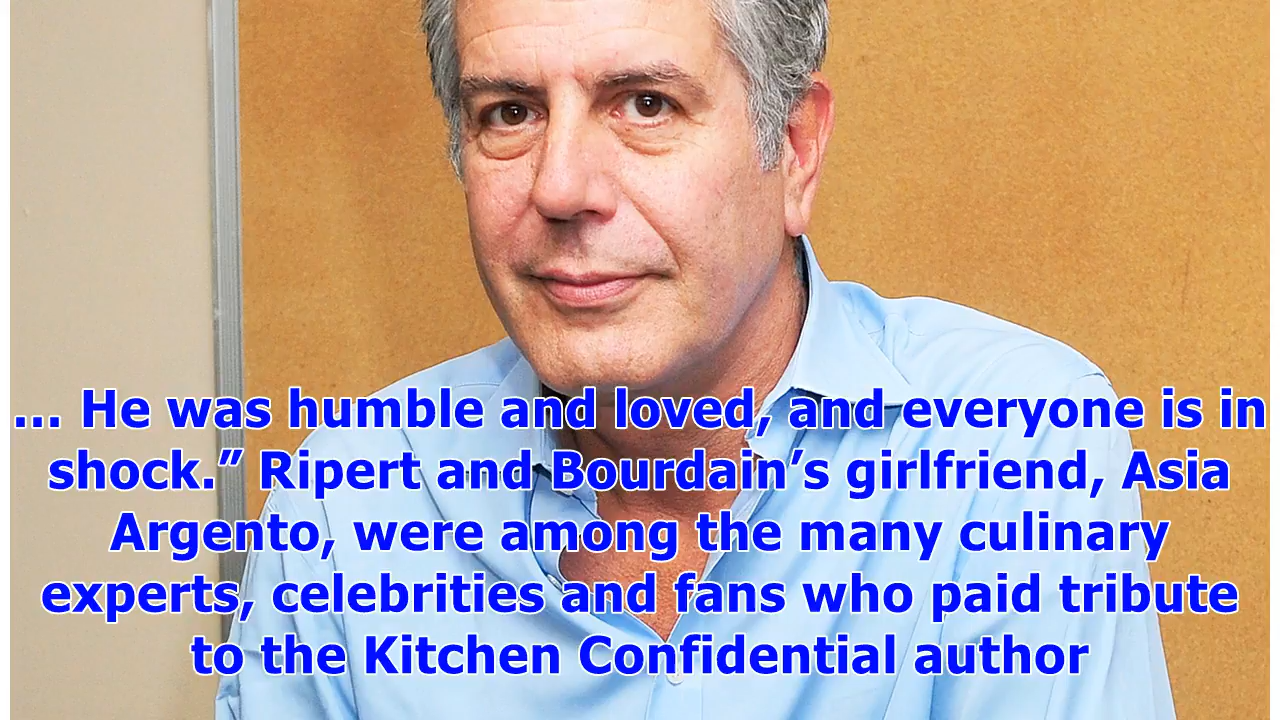 ... He was humble and loved, and everyone is in
shock.” Ripert and Bourdain’s girlfriend, Asia
Argento, were among the many culinary
experts, celebrities and fans who paid tribute
to the Kitchen Confidential author